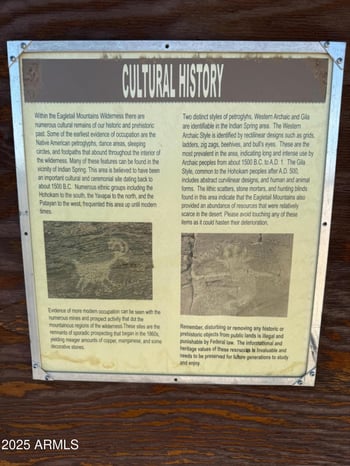 CULTURAL HISTORY
Within the Eagletail Mountains Wilderness there are
numerous cultural remains of our historic and prehistoric
past. Some of the earliest evidence of occupation are the
Native American petroglyphs, dance areas, sleeping
circles, and footpaths that abound throughout the interior of
the wilderness. Many of these features can be found in the
vicinity of Indian Spring. This area is believed to have been
an important cultural and ceremonial site dating back to
about 1500 B.C. Numerous ethnic groups including the
Hohokam to the south, the Yavapai to the north, and the
Patayan to the west, frequented this area up until modern
times.
Evidence of more modern occupation can be seen with the
numerous mines and prospect activity that dot the
mountainous regions of the wilderness. These sites are the
remnants of sporadic prospecting that began in the 1860s,
yielding meager amounts of copper, manganese, and some
decorative stones.
Two distinct styles of petroglyphs, Western Archaic and Gila
are identifiable in the Indian Spring area. The Western
Archaic Style is identified by rectilinear designs such as grids,
ladders, zig zags, beehives, and bull's eyes. These are the
most prevalent in the area, indicating long and intense use by
Archaic peoples from about 1500 B.C. to A.D. 1. The Gila
Style, common to the Hohokam peoples after A.D. 500,
includes abstract curvilinear designs, and human and animal
forms. The lithic scatters, stone mortars, and hunting blinds
found in this area indicate that the Eagletail Mountains also
provided an abundance of resources that were relatively
scarce in the desert. Please avoid touching any of these
items as it could hasten their deterioration.
Remember, disturbing or removing any historic or
prehistoric objects from public lands is illegal and
punishable by Federal law. The informational and
heritage values of these resources is invaluable and
needs to be preserved for future generations to study
and enjoy.
2025 ARMLS